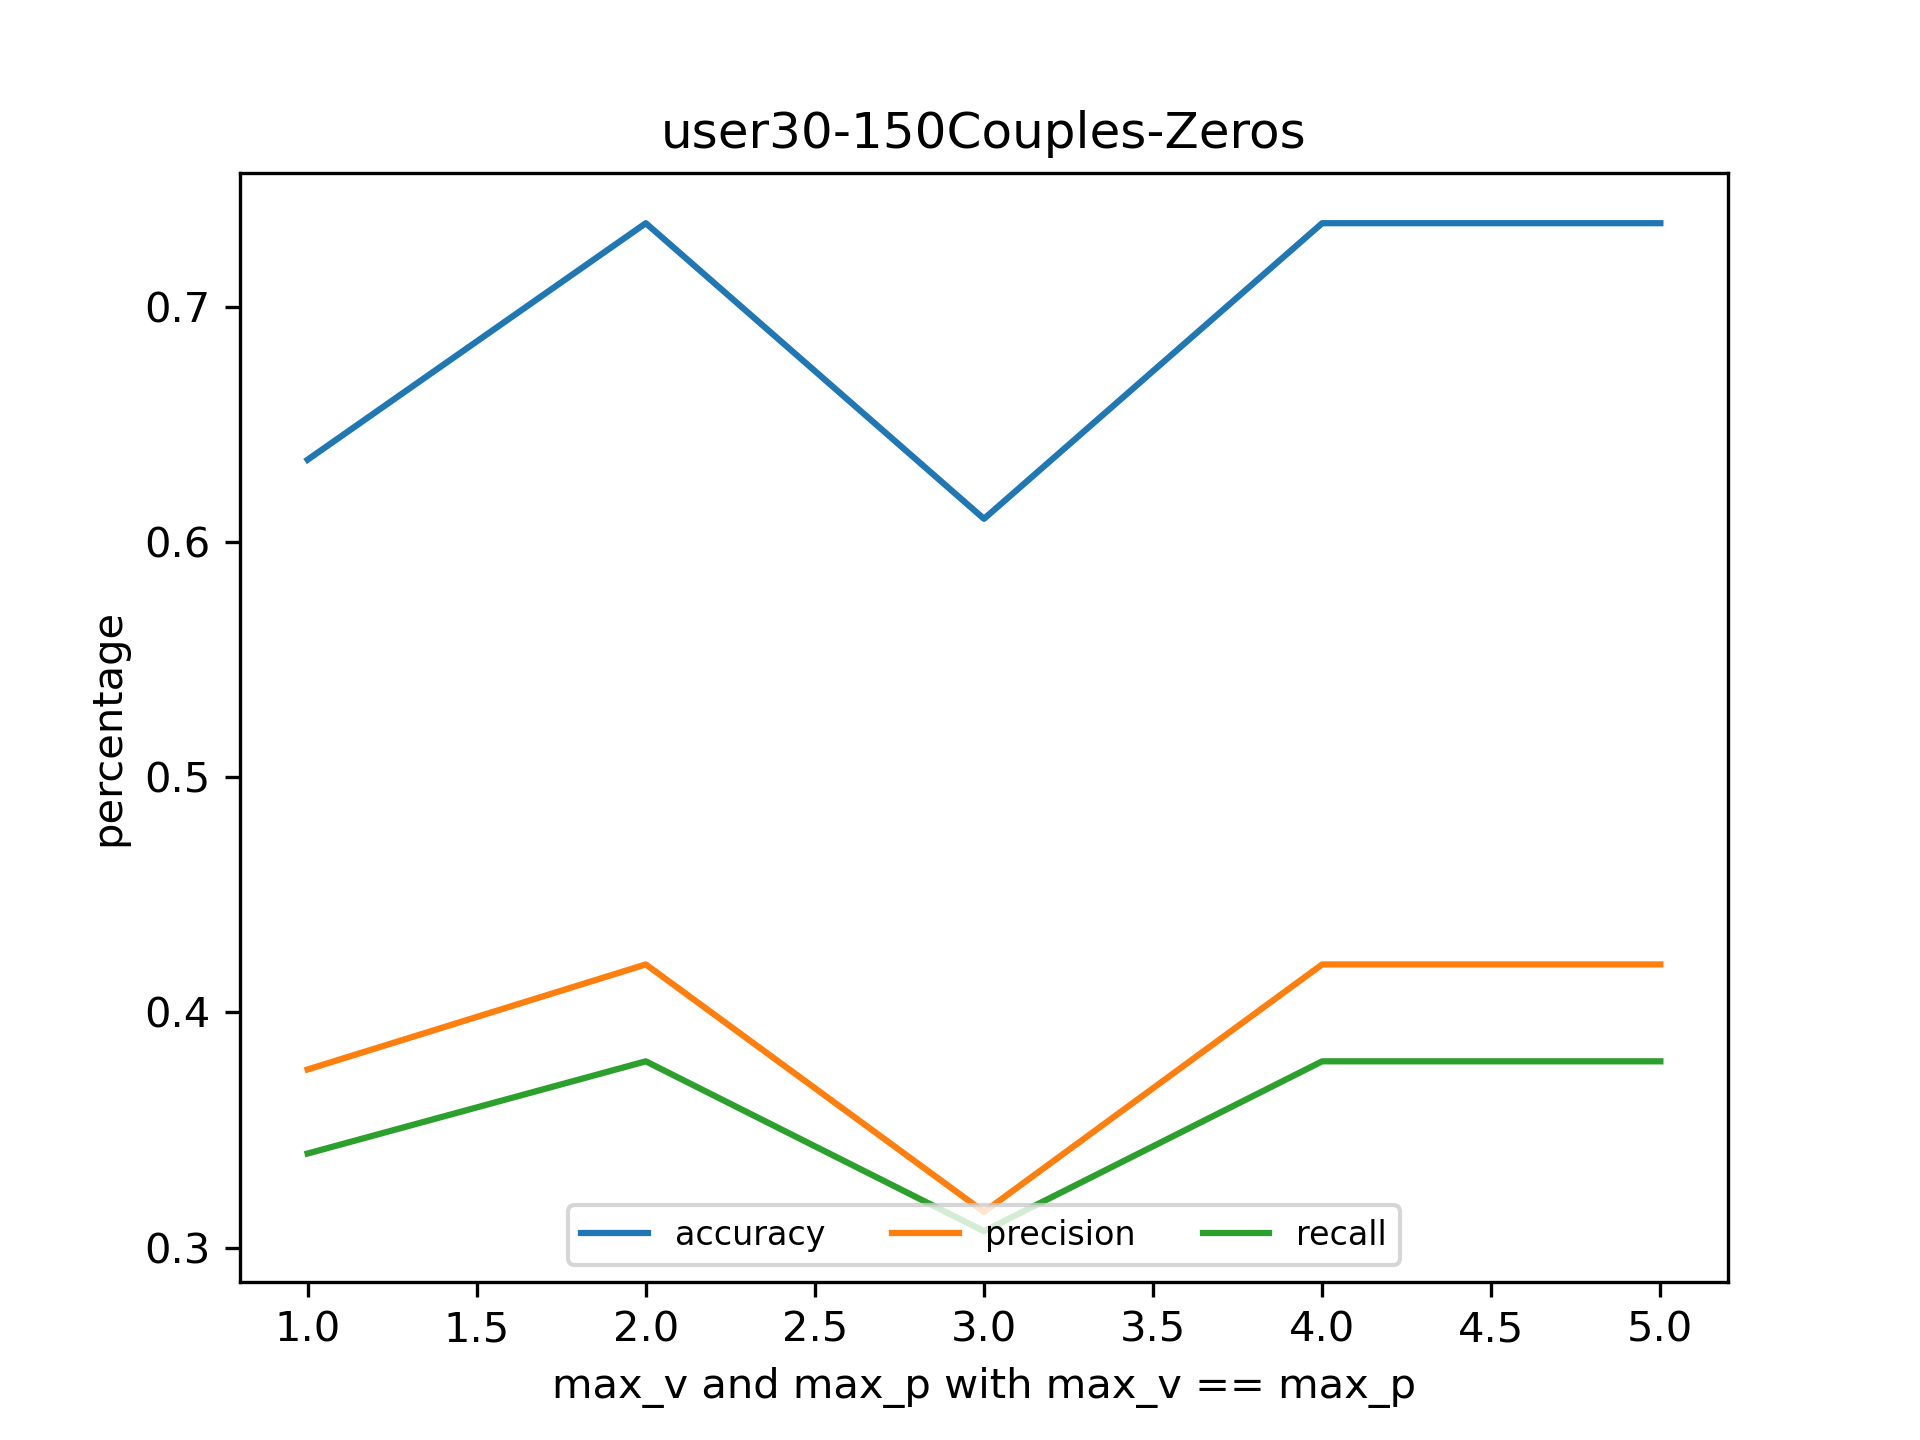 user30-150Couples-Zeros
percentage
0.7
0.6
0.5
0.4
0.3
accuracy precision recall
1.0 1.5 2.0 2.5 3.0 3.5 4.0 4.5 5.0
max_v and max_p with max_v == max_p